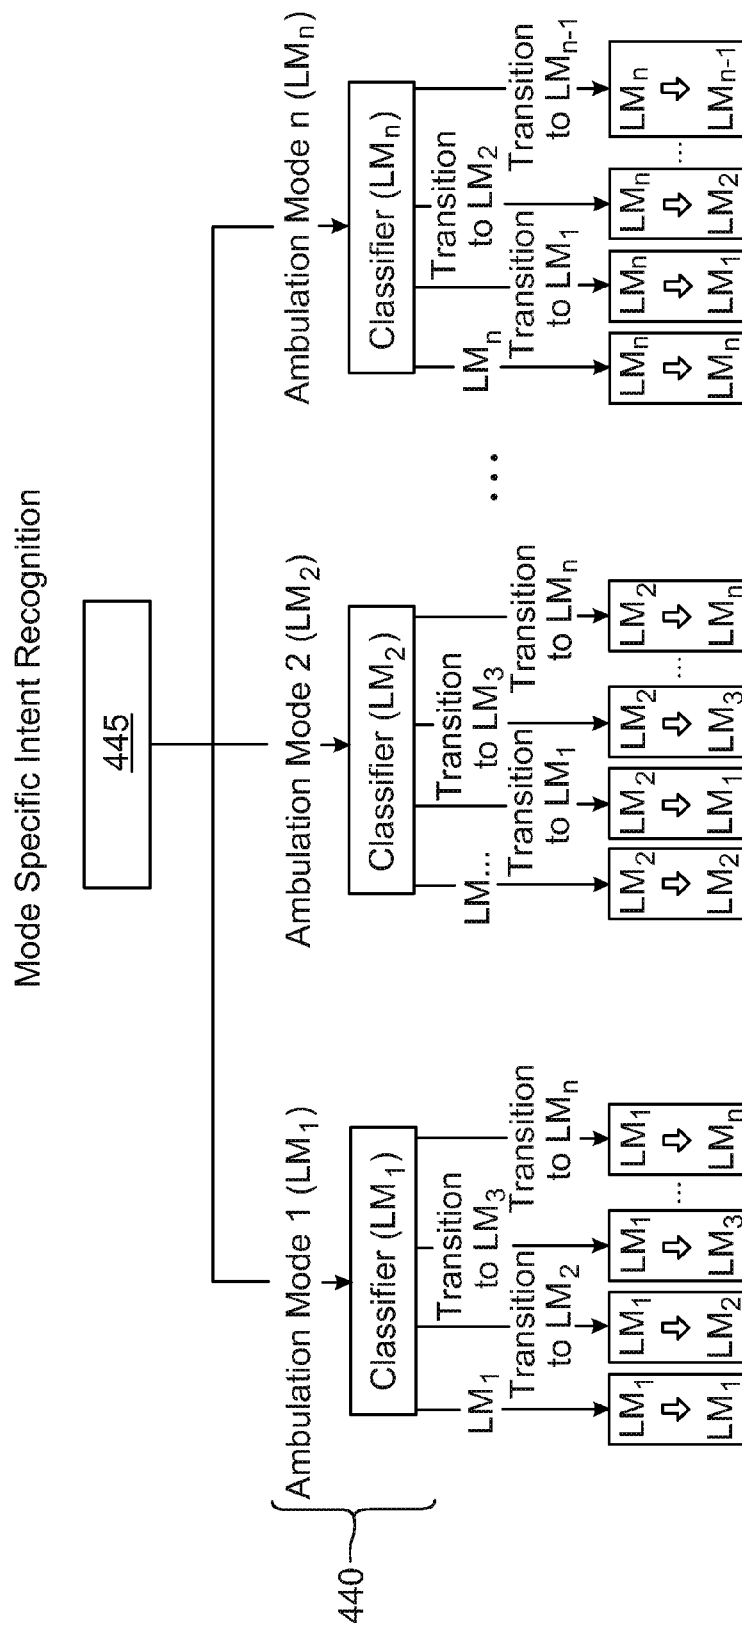 Mode Specific Intent Recognition
445
440
Ambulation Mode 1 (LM₁)
Classifier (LM₁)
LM₁
Transition
to LM₂
Transition
to LM₃
Transition
to LMₙ
LM₁
⇨
LM₁
LM₁
⇨
LM₂
LM₁
⇨
LM₃
...
LM₁
⇨
LMₙ
Ambulation Mode 2 (LM₂)
Classifier (LM₂)
LM...
Transition
to LM₁
Transition
to LM₃
Transition
to LMₙ
LM₂
⇨
LM₂
LM₂
⇨
LM₁
LM₂
⇨
LM₃
...
LM₂
⇨
LMₙ
...
Ambulation Mode n (LMₙ)
Classifier (LMₙ)
LMₙ
Transition
to LM₁
Transition
to LM₂
Transition
to LMₙ₋₁
LMₙ
⇨
LMₙ
LMₙ
⇨
LM₁
LMₙ
⇨
LM₂
...
LMₙ
⇨
LMₙ₋₁